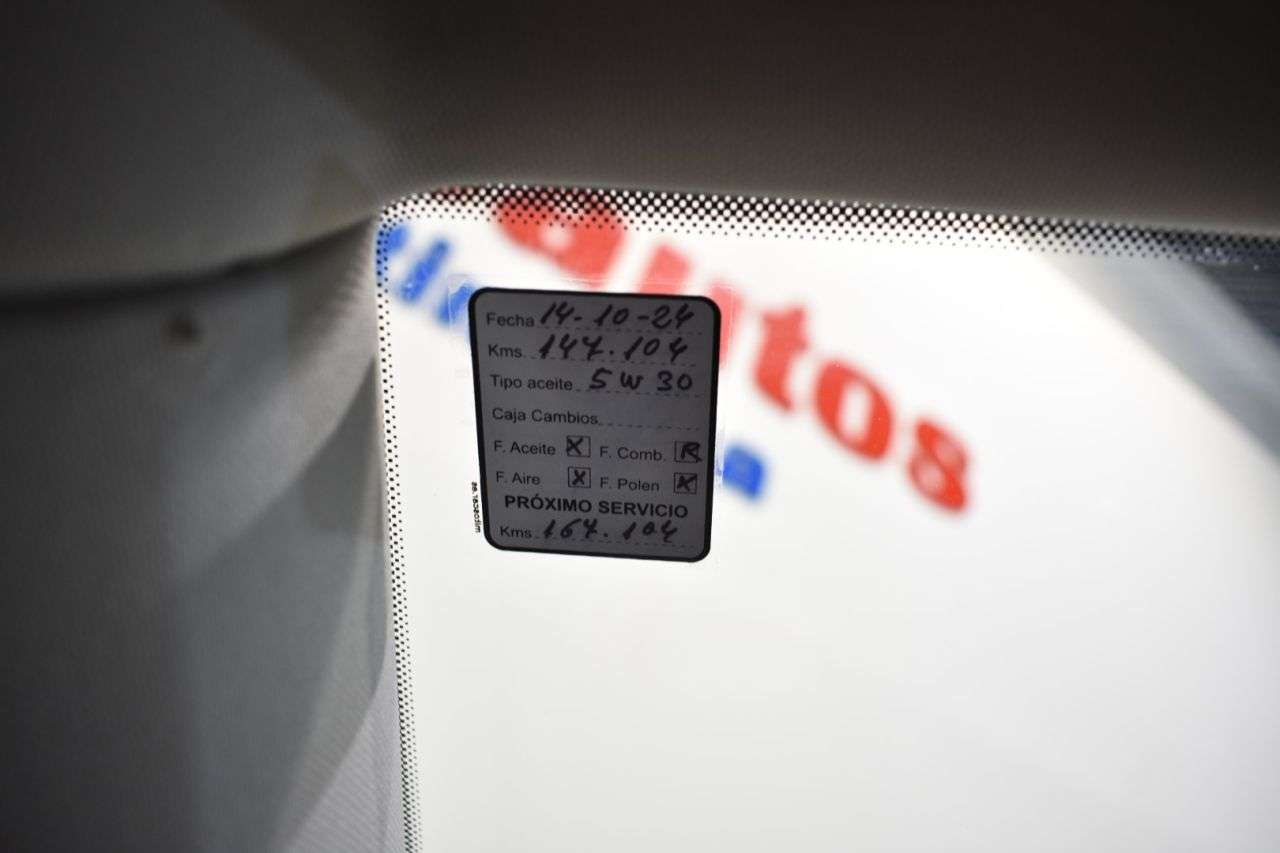 autos
Fecha 14-10-24
Kms. 147.104
Tipo aceite 5W30
Caja Cambios
F. Aceite X F. Comb. R
F. Aire X F. Polen X
PRÓXIMO SERVICIO
Kms. 167.104